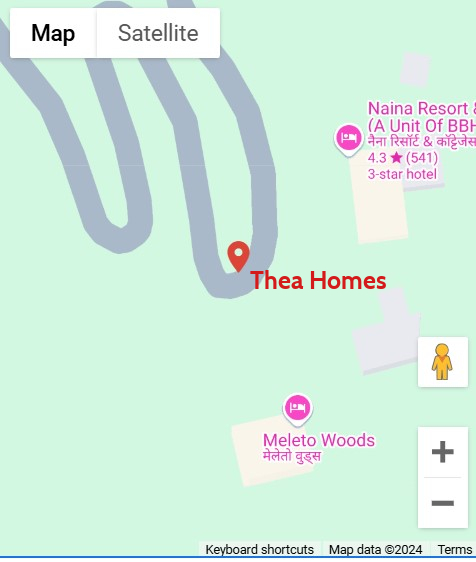 Map
Satellite
Naina Resort &
(A Unit Of BBH
नैना रिसॉर्ट & कॉट्टेजेस
4.3 ★ (541)
3-star hotel
Thea Homes
Meleto Woods
मेलेतो वुड्स
Keyboard shortcuts
Map data ©2024
Terms